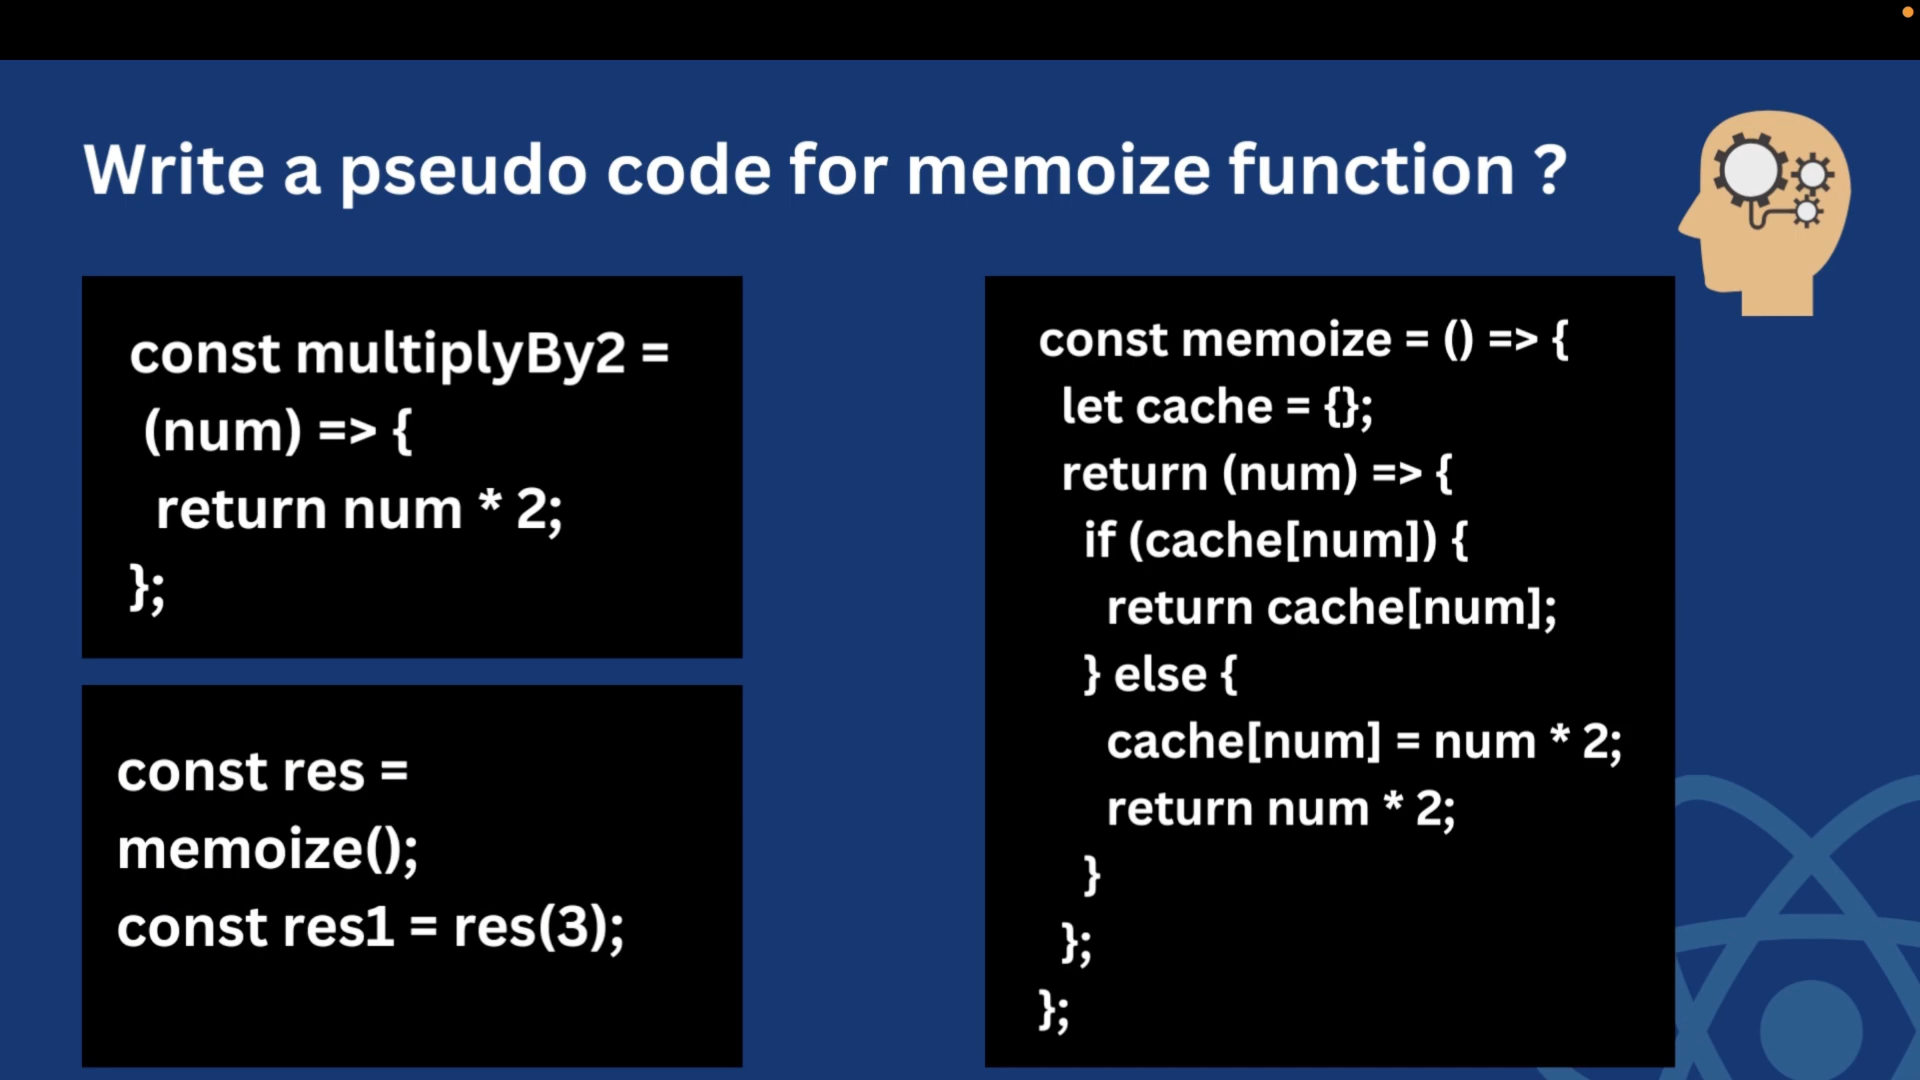 Write a pseudo code for memoize function ?
const multiplyBy2 =
(num) => {
return num * 2;
};
const res =
memoize();
const res1 = res(3);
const memoize = () => {
let cache = {};
return (num) => {
if (cache[num]) {
return cache[num];
} else {
cache[num] = num * 2;
return num * 2;
}
};
};